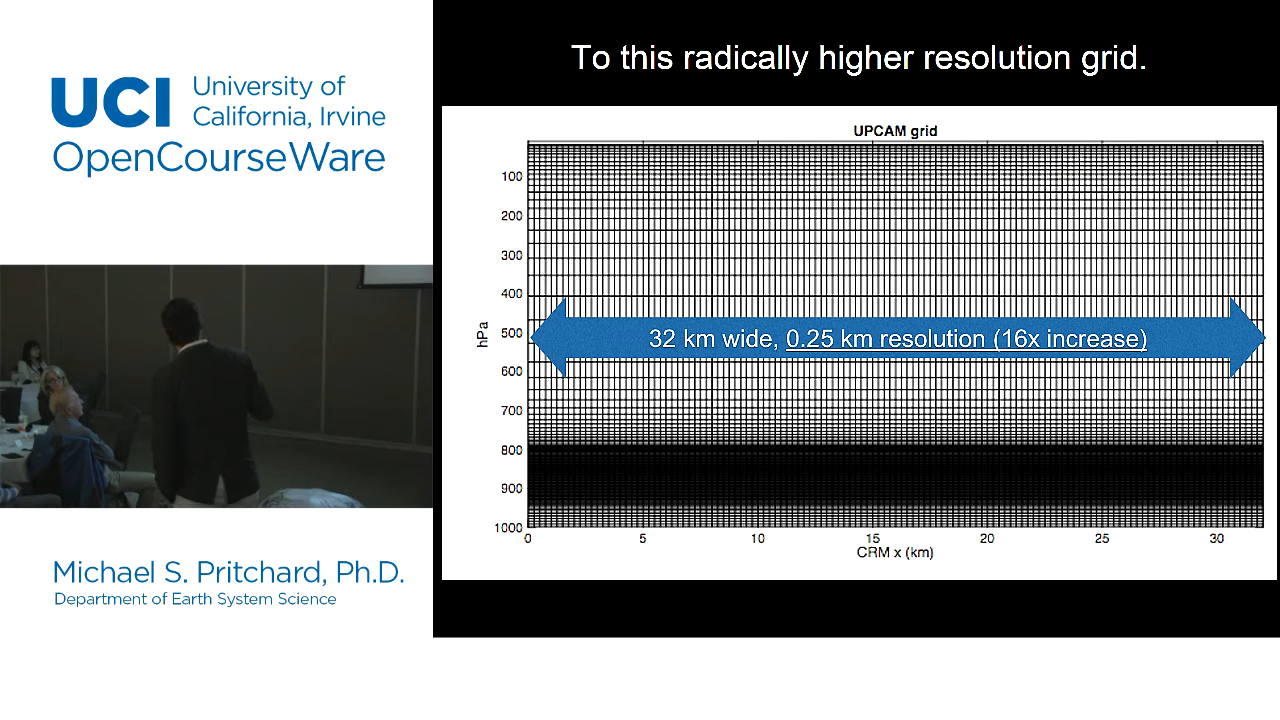 UCI University of
California, Irvine
OpenCourseWare
Michael S. Pritchard, Ph.D.
Department of Earth System Science
To this radically higher resolution grid.
UPCAM grid
100
200
300
400
500
600
700
800
900
1000
hPa
32 km wide, 0.25 km resolution (16x increase)
0 5 10 15 20 25 30
CRM x (km)